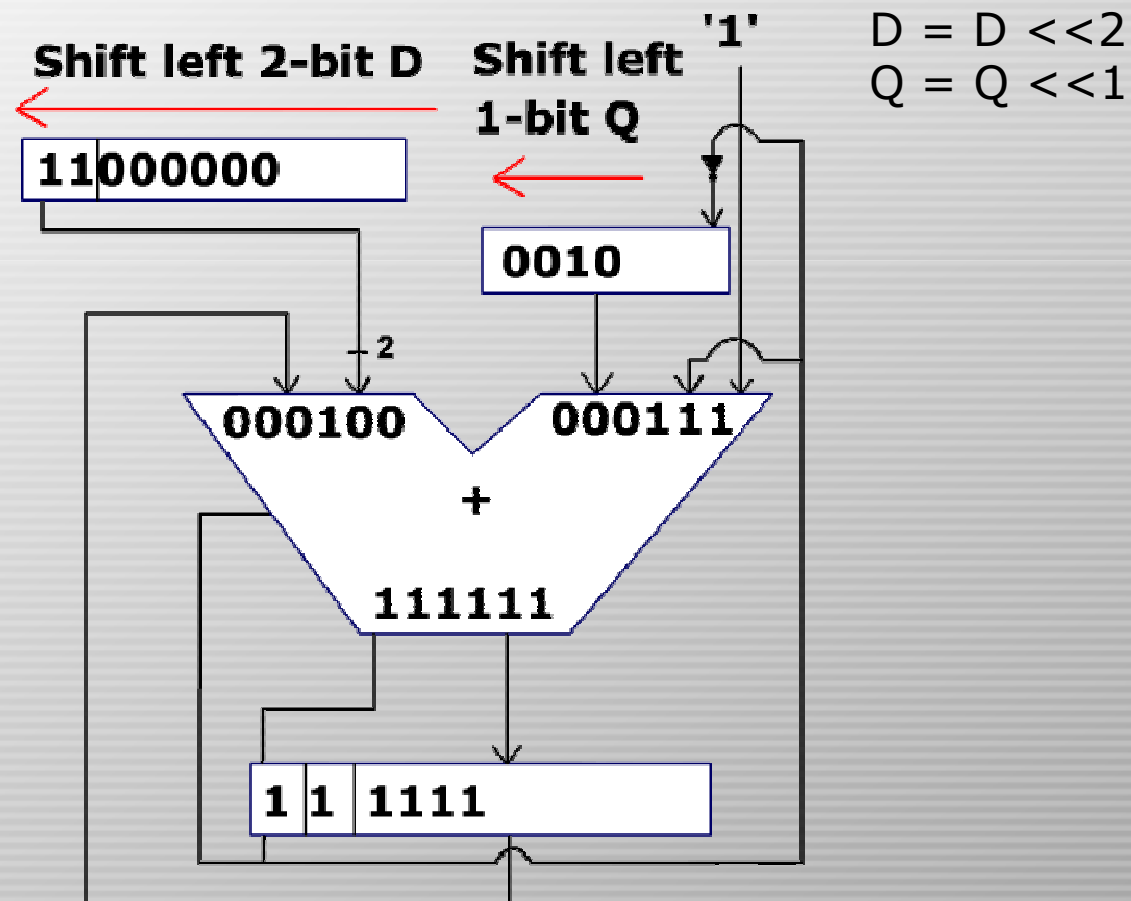 '1'
D = D <<2
Q = Q <<1
Shift left 2-bit D
Shift left
1-bit Q
11000000
0010
2
000100
000111
+
111111
1 1 1111